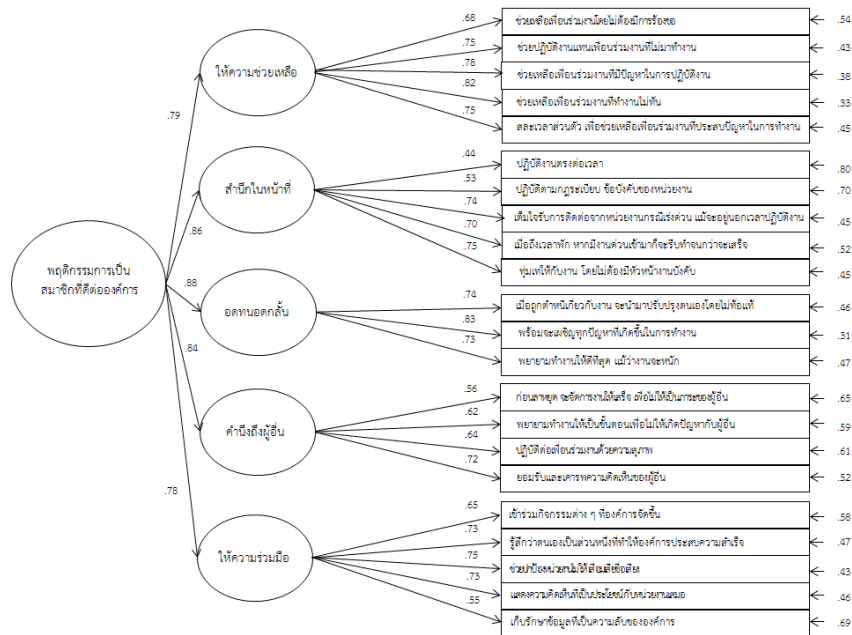 .68
ช่วยเหลือเพื่อนร่วมงานโดยไม่ต้องมีการร้องขอ
.54
.75
ช่วยปฏิบัติงานแทนเพื่อนร่วมงานที่ไม่มาทำงาน
.43
ให้ความช่วยเหลือ
.78
ช่วยเหลือเพื่อนร่วมงานที่มีปัญหาในการปฏิบัติงาน
.38
.82
ช่วยเหลือเพื่อนร่วมงานที่ทำงานไม่ทัน
.33
.79
.75
สละเวลาส่วนตัว เพื่อช่วยเหลือเพื่อนร่วมงานที่ประสบปัญหาในการทำงาน
.45
.44
ปฏิบัติงานตรงต่อเวลา
.80
.53
สำนึกในหน้าที่
ปฏิบัติตามกฎระเบียบ ข้อบังคับของหน่วยงาน
.70
.74
เต็มใจรับการติดต่อจากหน่วยงานกรณีเร่งด่วน แม้จะอยู่นอกเวลาปฏิบัติงาน
.45
.70
.86
.75
เมื่อถึงเวลาพัก หากมีงานด่วนเข้ามาก็จะรีบทำจนกว่าจะเสร็จ
.52
ทุ่มเทให้กับงาน โดยไม่ต้องมีหัวหน้างานบังคับ
.45
พฤติกรรมการเป็น
สมาชิกที่ดีต่อองค์การ
.88
.74
เมื่อถูกตำหนิเกี่ยวกับงาน จะนำมาปรับปรุงตนเองโดยไม่ท้อแท้
.46
อดทนอดกลั้น
.83
พร้อมจะเผชิญทุกปัญหาที่เกิดขึ้นในการทำงาน
.31
.73
พยายามทำงานให้ดีที่สุด แม้ว่างานจะหนัก
.47
.84
.56
ก่อนลาหยุด จะจัดการงานให้เสร็จ เพื่อไม่ให้เป็นภาระของผู้อื่น
.65
.62
พยายามทำงานให้เป็นขั้นตอนเพื่อไม่ให้เกิดปัญหากับผู้อื่น
.59
คำนึงถึงผู้อื่น
.64
ปฏิบัติต่อเพื่อนร่วมงานด้วยความสุภาพ
.61
.72
ยอมรับและเคารพความคิดเห็นของผู้อื่น
.52
.78
.65
เข้าร่วมกิจกรรมต่าง ๆ ที่องค์การจัดขึ้น
.58
.73
รู้สึกว่าตนเองเป็นส่วนหนึ่งที่ทำให้องค์การประสบความสำเร็จ
.47
ให้ความร่วมมือ
.75
ช่วยปกป้องหน่วยงานไม่ให้เสื่อมเสียชื่อเสียง
.43
.73
แสดงความคิดเห็นที่เป็นประโยชน์กับหน่วยงานเสมอ
.46
.55
เก็บรักษาข้อมูลที่เป็นความลับขององค์การ
.69